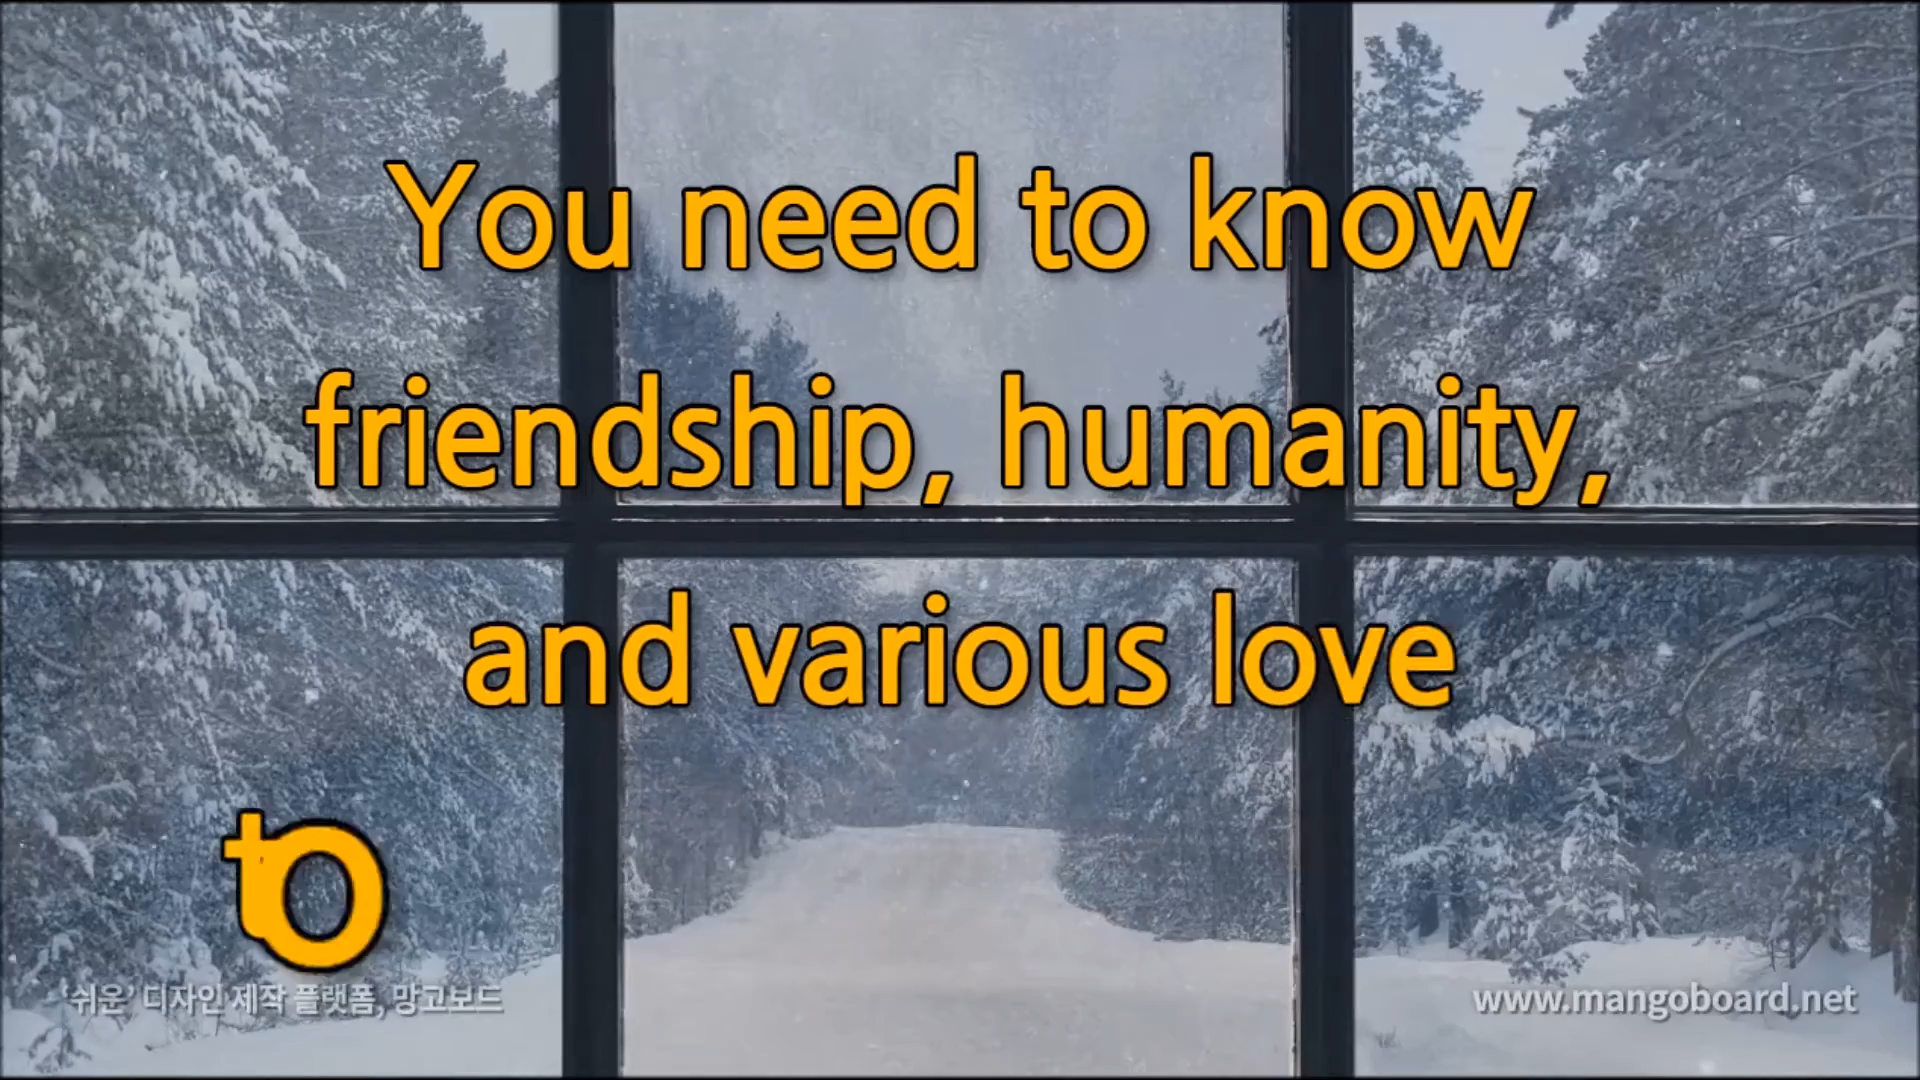 You need to know
friendship, humanity,
and various love
to
'쉬운' 디자인 제작 플랫폼, 망고보드
www.mangoboard.net